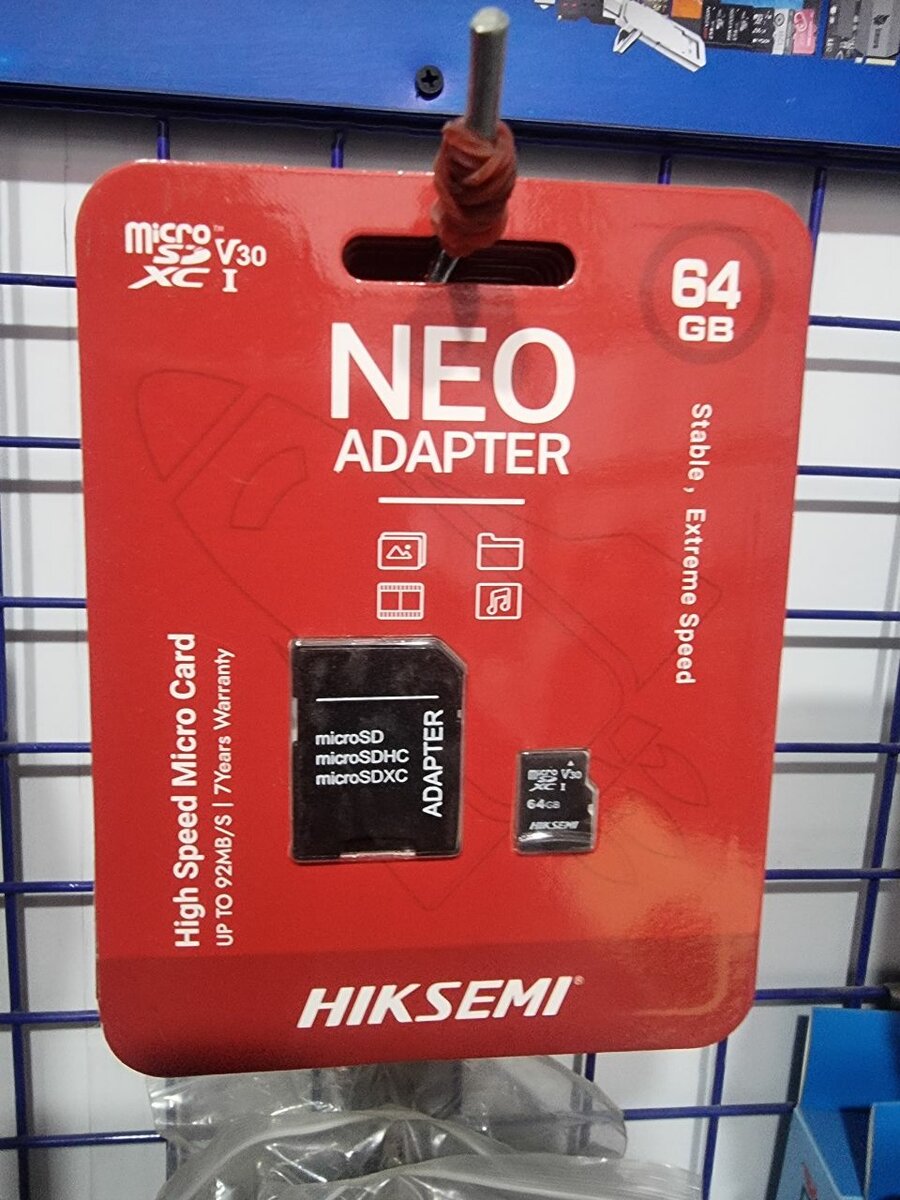 micro SD XC™ V30 I
64
GB
NEO
ADAPTER
Stable , Extreme Speed
High Speed Micro Card
UP TO 92MB/S | 7Years Warranty
microSD
microSDHC
microSDXC
ADAPTER
micro SD XC V30 I
64GB
HIKSEMI
HIKSEMI®